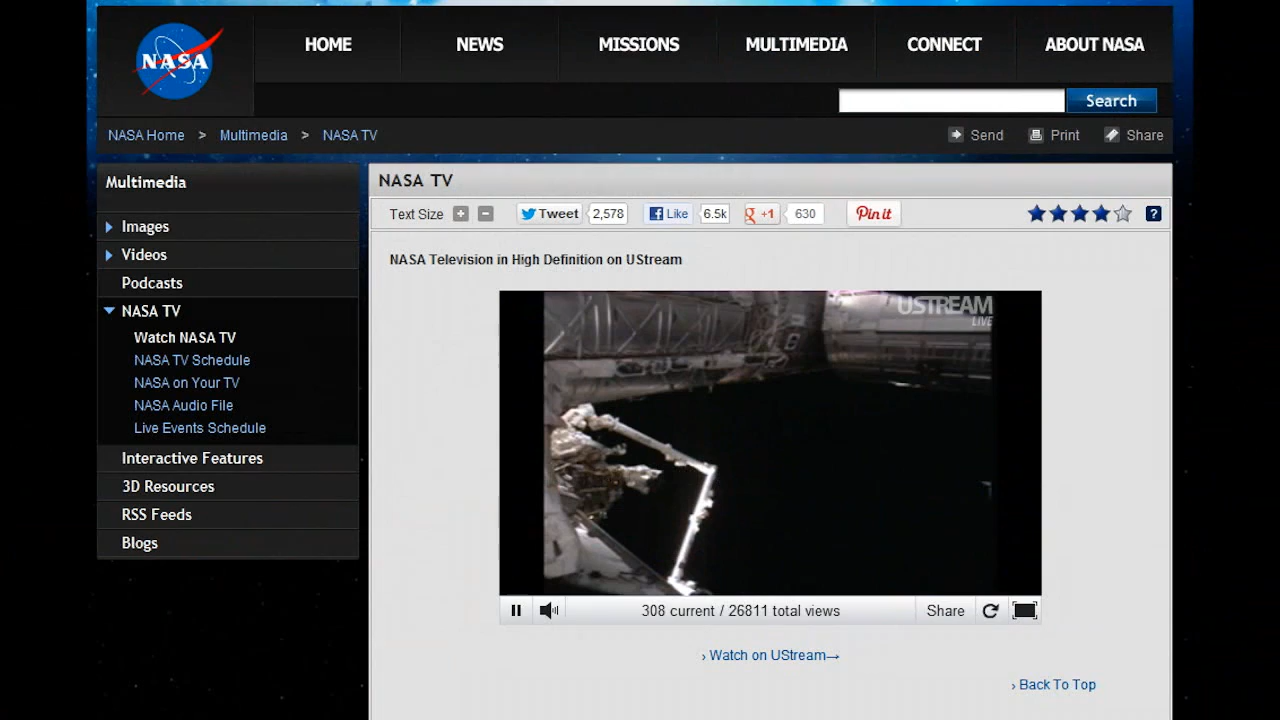 NASA
HOME
NEWS
MISSIONS
MULTIMEDIA
CONNECT
ABOUT NASA
Search
NASA Home > Multimedia > NASA TV
Send
Print
Share
Multimedia
Images
Videos
Podcasts
NASA TV
Watch NASA TV
NASA TV Schedule
NASA on Your TV
NASA Audio File
Live Events Schedule
Interactive Features
3D Resources
RSS Feeds
Blogs
NASA TV
Text Size + - Tweet 2,578 f Like 6.5k g +1 630 Pin it ?
NASA Television in High Definition on UStream
USTREAM
LIVE
308 current / 26811 total views
Share
› Watch on UStream→
› Back To Top